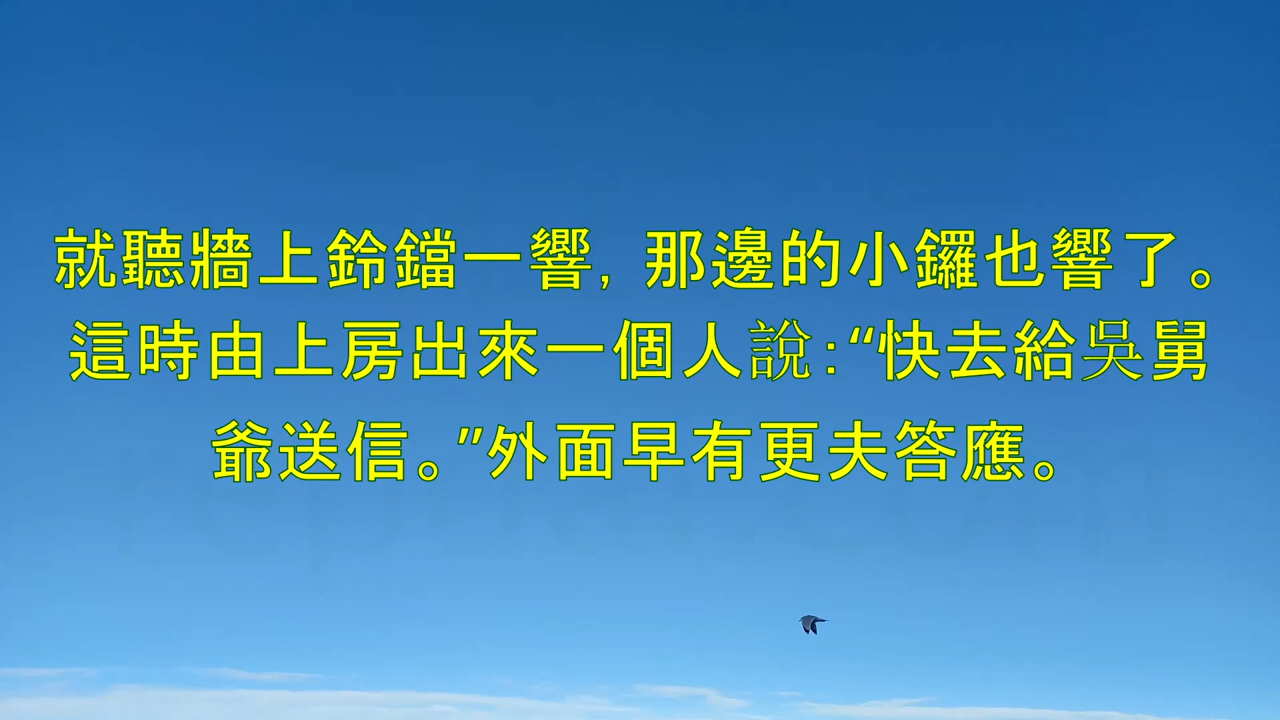 就聽牆上鈴鐺一響，那邊的小鑼也響了。
這時由上房出來一個人說：“快去給吳舅
爺送信。”外面早有更夫答應。